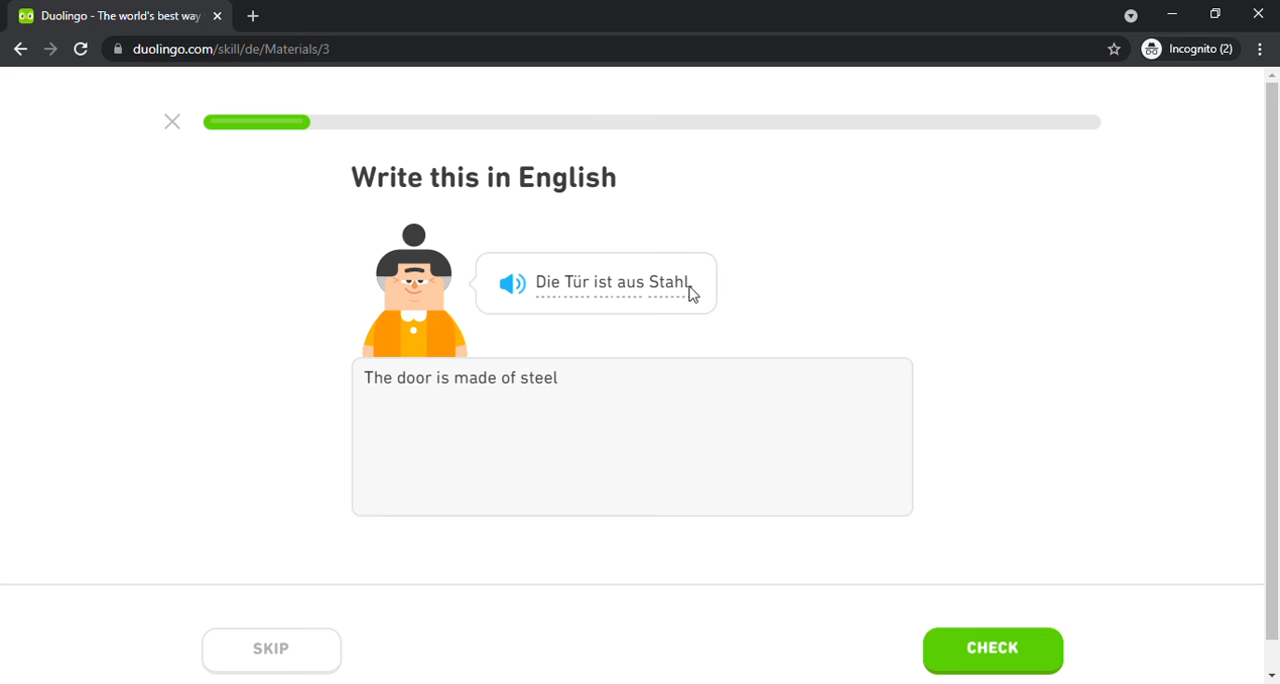 Duolingo - The world's best way
duolingo.com/skill/de/Materials/3
Incognito (2)
Write this in English
Die Tür ist aus Stahl.
The door is made of steel
SKIP
CHECK